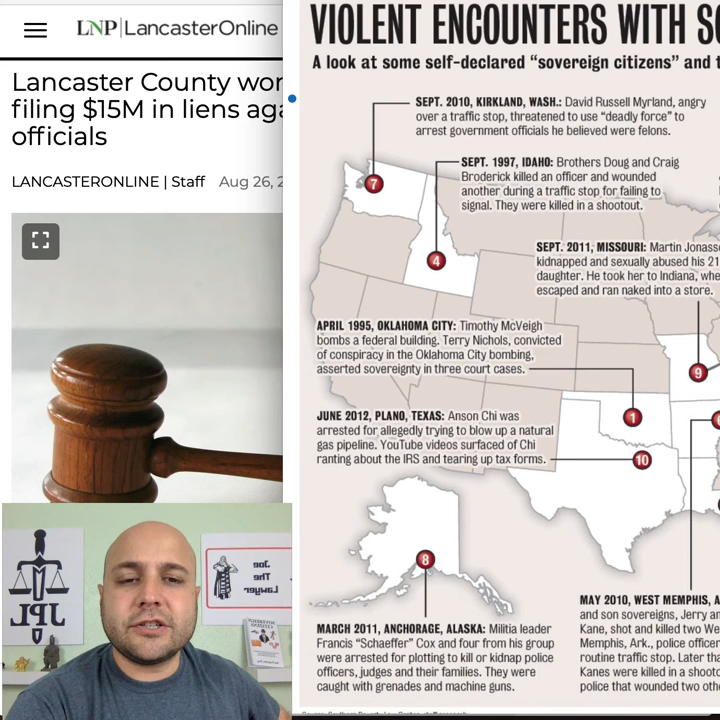 LNP | LancasterOnline
Lancaster County wor
filing $15M in liens aga
officials
LANCASTERONLINE | Staff Aug 26, 2
VIOLENT ENCOUNTERS WITH SO
A look at some self-declared “sovereign citizens” and t
SEPT. 2010, KIRKLAND, WASH.: David Russell Myrland, angry
over a traffic stop, threatened to use “deadly force” to
arrest government officials he believed were felons.
SEPT. 1997, IDAHO: Brothers Doug and Craig
Broderick killed an officer and wounded
another during a traffic stop for failing to
signal. They were killed in a shootout.
7
4
SEPT. 2011, MISSOURI: Martin Jonass
kidnapped and sexually abused his 21
daughter. He took her to Indiana, whe
escaped and ran naked into a store.
APRIL 1995, OKLAHOMA CITY: Timothy McVeigh
bombs a federal building. Terry Nichols, convicted
of conspiracy in the Oklahoma City bombing,
asserted sovereignty in three court cases.
9
1
JUNE 2012, PLANO, TEXAS: Anson Chi was
arrested for allegedly trying to blow up a natural
gas pipeline. YouTube videos surfaced of Chi
ranting about the IRS and tearing up tax forms.
10
8
MARCH 2011, ANCHORAGE, ALASKA: Militia leader
Francis “Schaeffer” Cox and four from his group
were arrested for plotting to kill or kidnap police
officers, judges and their families. They were
caught with grenades and machine guns.
MAY 2010, WEST MEMPHIS, A
and son sovereigns, Jerry an
Kane, shot and killed two We
Memphis, Ark., police officer
routine traffic stop. Later tha
Kanes were killed in a shooto
police that wounded two oth
JPL
Joe
The
Lawyer